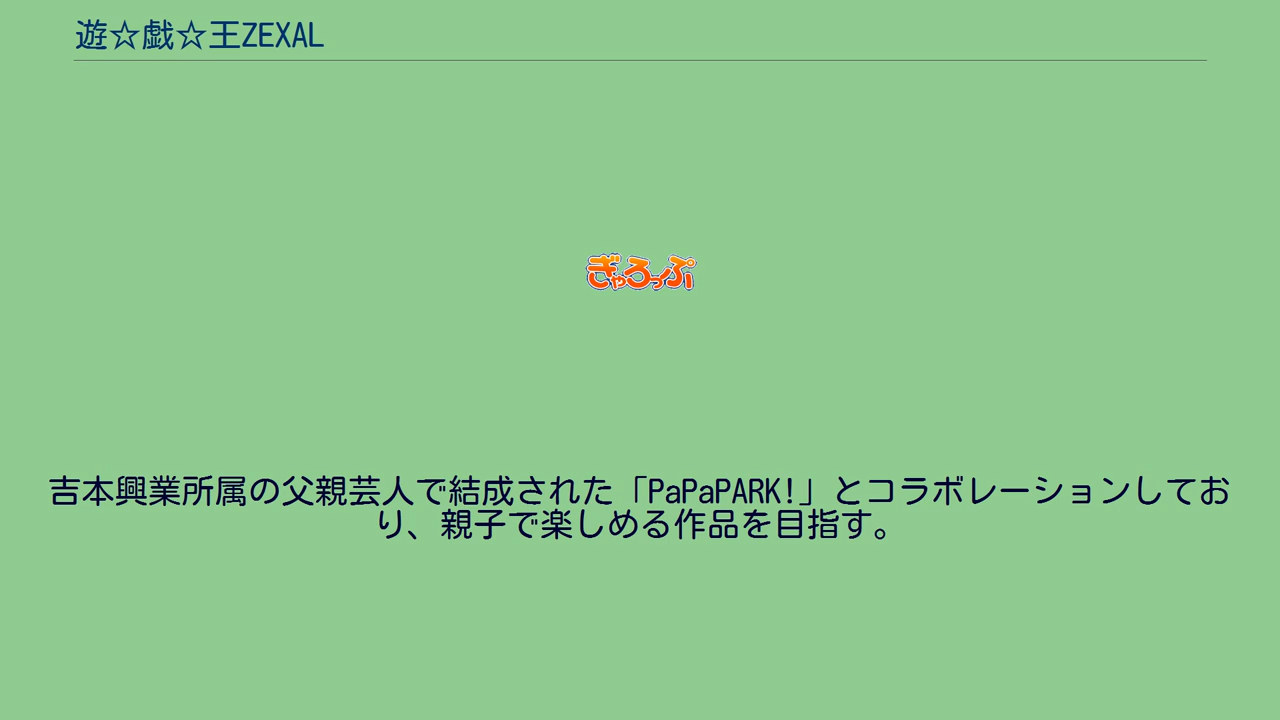 遊☆戯☆王ZEXAL
ぎゃろっぷ
吉本興業所属の父親芸人で結成された「PaPaPARK!」とコラボレーションしてお
り、親子で楽しめる作品を目指す。